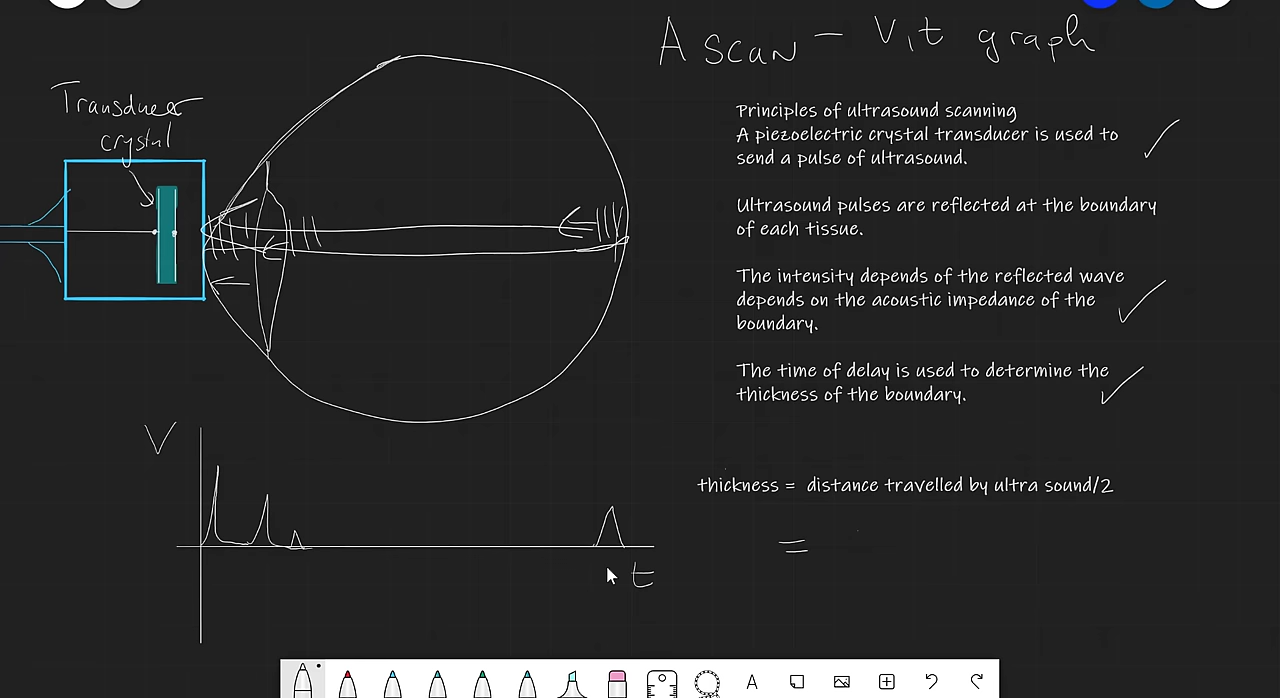 A scan - V,t graph
Transducer
crystal
Principles of ultrasound scanning
A piezoelectric crystal transducer is used to
send a pulse of ultrasound.
Ultrasound pulses are reflected at the boundary
of each tissue.
The intensity depends of the reflected wave
depends on the acoustic impedance of the
boundary.
The time of delay is used to determine the
thickness of the boundary.
V
t
thickness = distance travelled by ultra sound/2
=
A